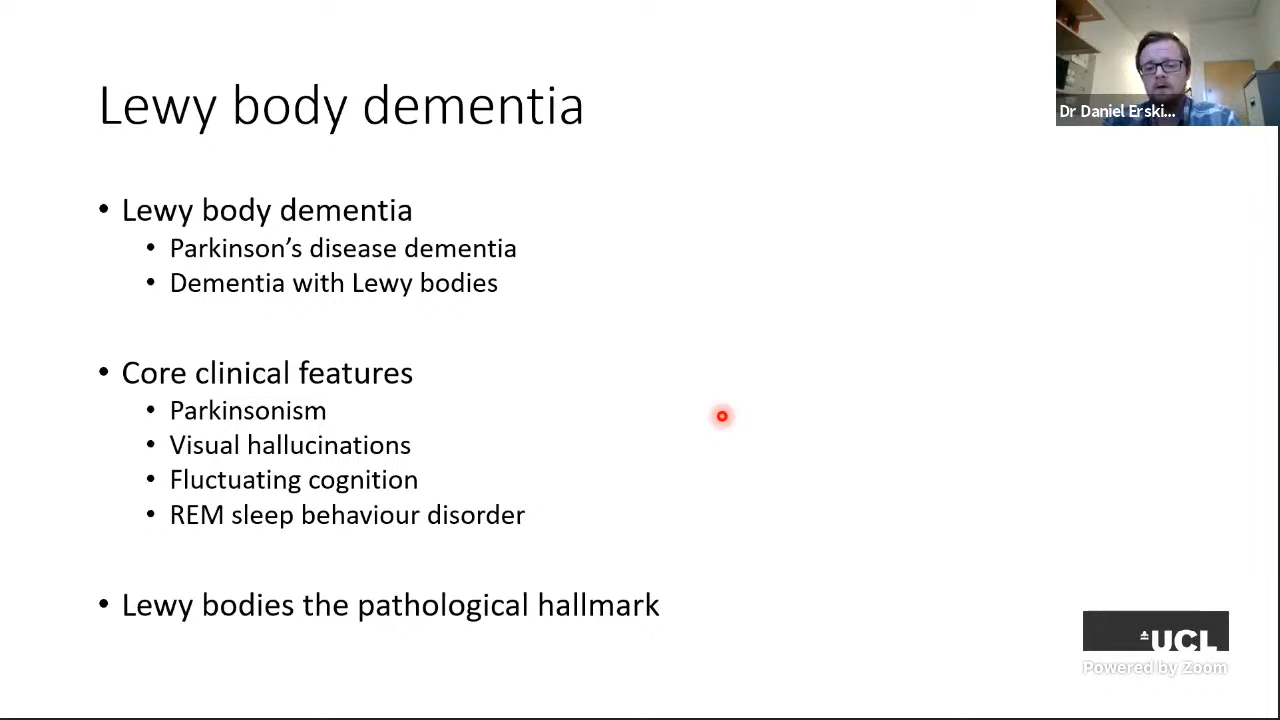 Lewy body dementia
Dr Daniel Erski...
• Lewy body dementia
• Parkinson’s disease dementia
• Dementia with Lewy bodies
• Core clinical features
• Parkinsonism
• Visual hallucinations
• Fluctuating cognition
• REM sleep behaviour disorder
• Lewy bodies the pathological hallmark
UCL
Powered by Zoom